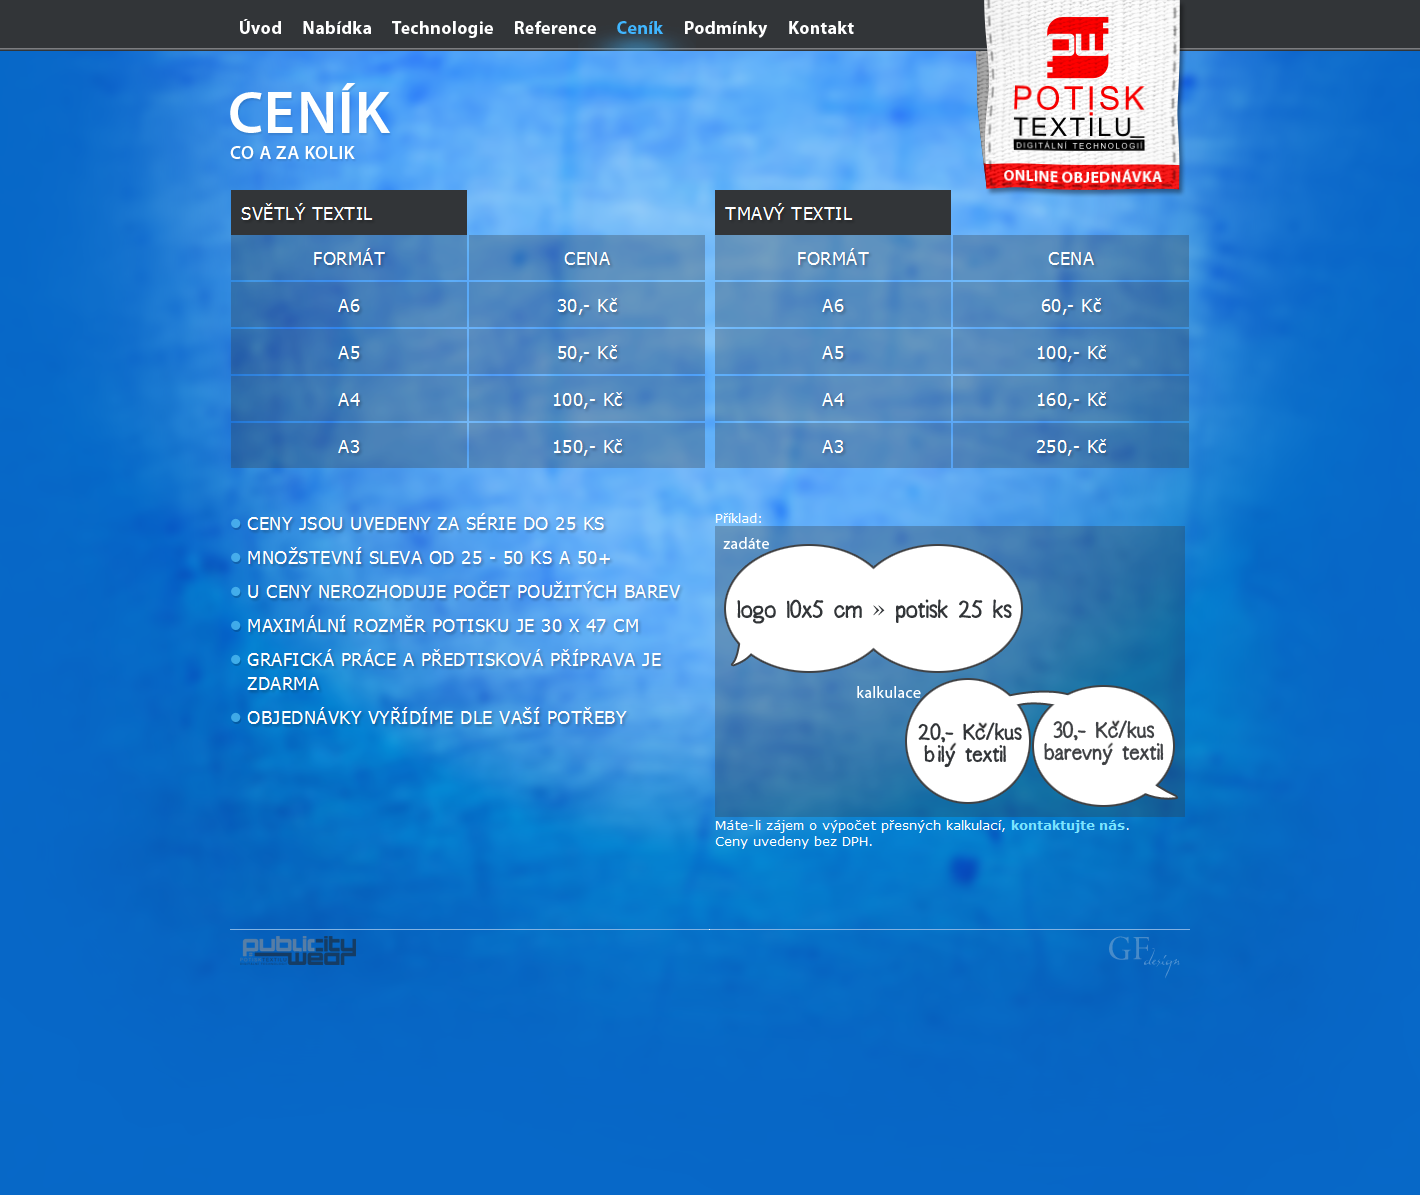 Úvod Nabídka Technologie Reference Ceník Podmínky Kontakt
POTISK
TEXTILU_
DIGITÁLNÍ TECHNOLOGIÍ
ONLINE OBJEDNÁVKA
CENÍK
CO A ZA KOLIK
SVĚTLÝ TEXTIL
FORMÁT CENA
A6 30,- Kč
A5 50,- Kč
A4 100,- Kč
A3 150,- Kč
TMAVÝ TEXTIL
FORMÁT CENA
A6 60,- Kč
A5 100,- Kč
A4 160,- Kč
A3 250,- Kč
CENY JSOU UVEDENY ZA SÉRIE DO 25 KS
MNOŽSTEVNÍ SLEVA OD 25 - 50 KS A 50+
U CENY NEROZHODUJE POČET POUŽITÝCH BAREV
MAXIMÁLNÍ ROZMĚR POTISKU JE 30 X 47 CM
GRAFICKÁ PRÁCE A PŘEDTISKOVÁ PŘÍPRAVA JE
ZDARMA
OBJEDNÁVKY VYŘÍDÍME DLE VAŠÍ POTŘEBY
Příklad:
zadáte
logo 10x5 cm » potisk 25 ks
kalkulace
20,- Kč/kus
bílý textil
30,- Kč/kus
barevný textil
Máte-li zájem o výpočet přesných kalkulací, kontaktujte nás.
Ceny uvedeny bez DPH.
publicity
wear
GF design